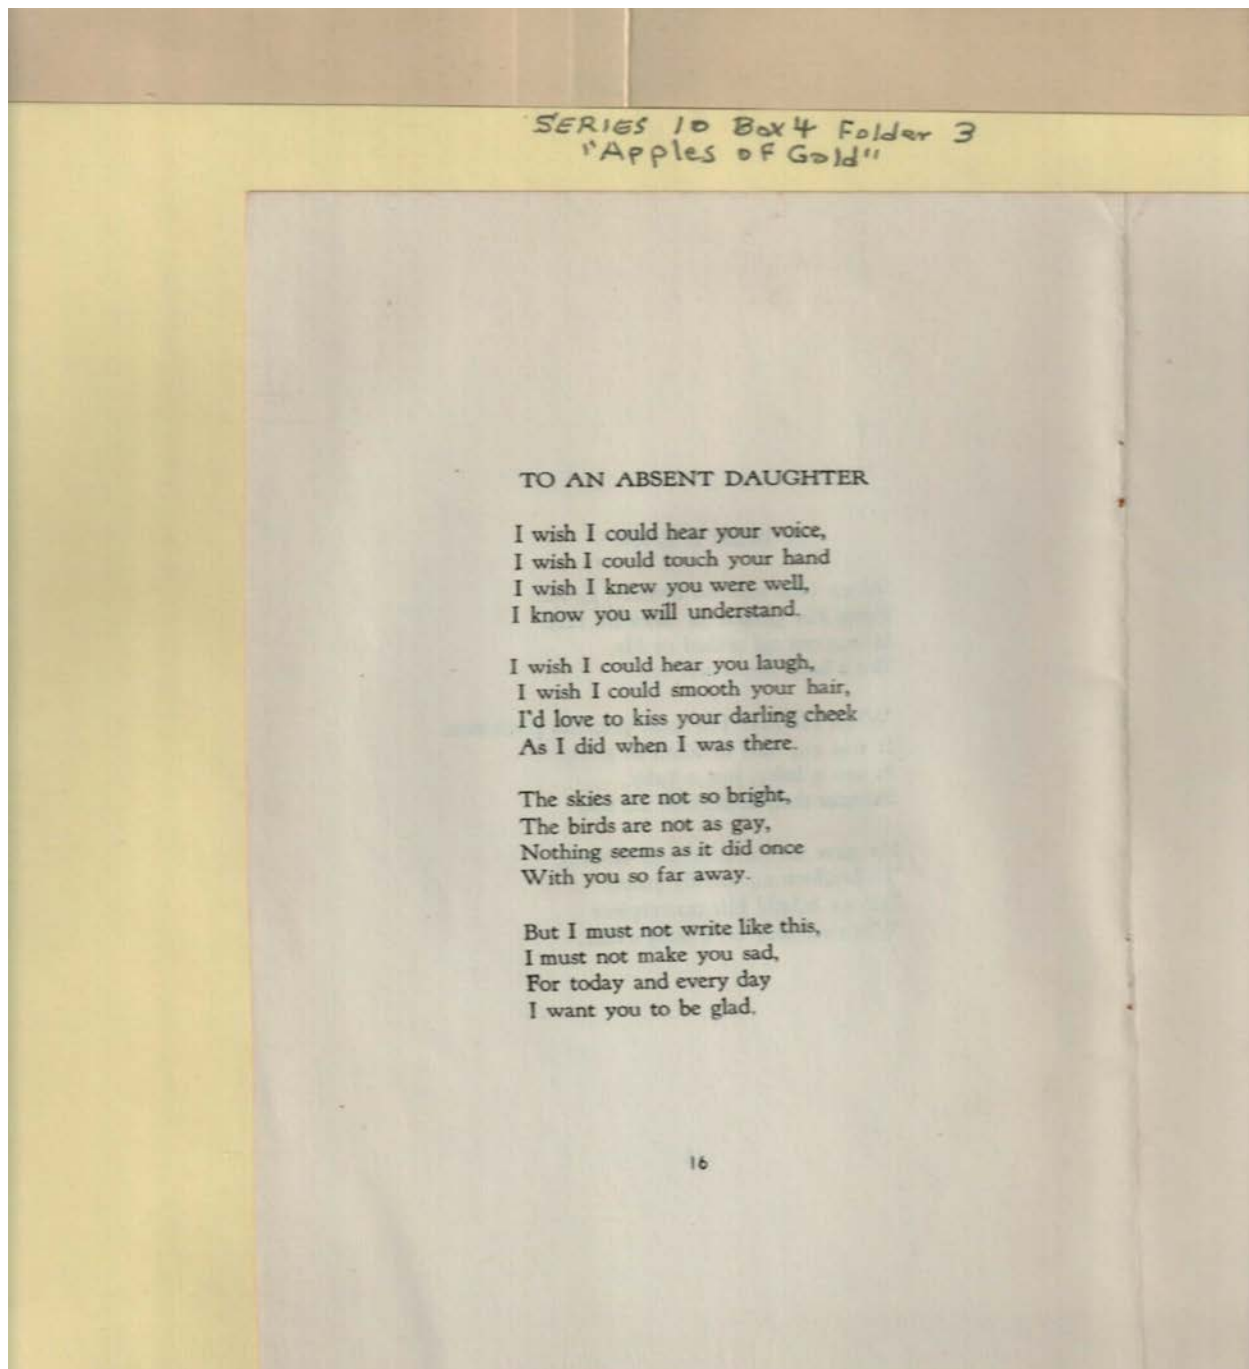 SERIES 10 Box 4 Folder 3
"Apples of Gold"
TO AN ABSENT DAUGHTER
I wish I could hear your voice,
I wish I could touch your hand
I wish I knew you were well,
I know you will understand.
I wish I could hear you laugh,
I wish I could smooth your hair,
I'd love to kiss your darling cheek
As I did when I was there.
The skies are not so bright,
The birds are not as gay,
Nothing seems as it did once
With you so far away.
But I must not write like this,
I must not make you sad,
For today and every day
I want you to be glad.
16